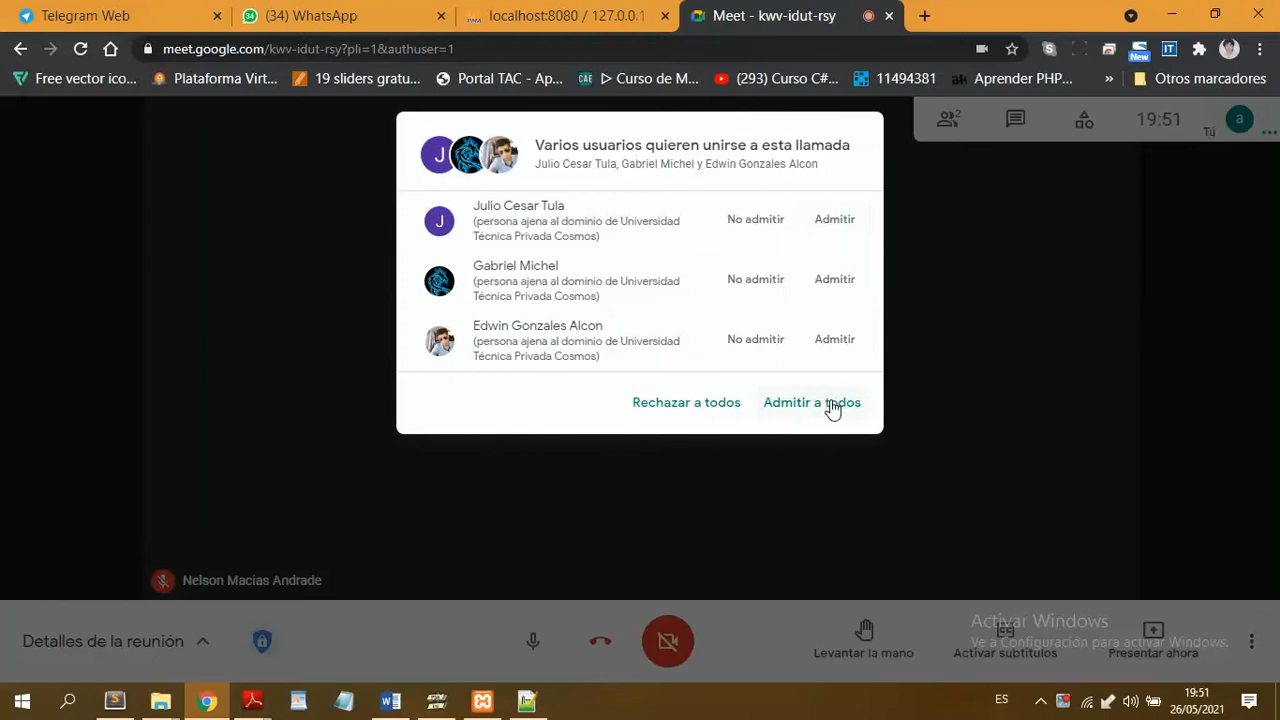 Telegram Web
(34) WhatsApp
localhost:8080 / 127.0.0.1
Meet - kwv-idut-rsy
meet.google.com/kwv-idut-rsy?pli=1&authuser=1
New
Free vector ico...
Plataforma Virt...
19 sliders gratu...
Portal TAC - Ap...
Curso de M...
(293) Curso C#...
11494381
Aprender PHP...
»
Otros marcadores
Varios usuarios quieren unirse a esta llamada
Julio Cesar Tula, Gabriel Michel y Edwin Gonzales Alcon
2
19:51
Tú
a
J
J
Julio Cesar Tula
(persona ajena al dominio de Universidad
Técnica Privada Cosmos)
No admitir
Admitir
Gabriel Michel
(persona ajena al dominio de Universidad
Técnica Privada Cosmos)
No admitir
Admitir
Edwin Gonzales Alcon
(persona ajena al dominio de Universidad
Técnica Privada Cosmos)
No admitir
Admitir
Rechazar a todos
Admitir a todos
Nelson Macias Andrade
Detalles de la reunión
Levantar la mano
Activar subtítulos
Presentar ahora
Activar Windows
Ve a Configuración para activar Windows.
ES
19:51
26/05/2021